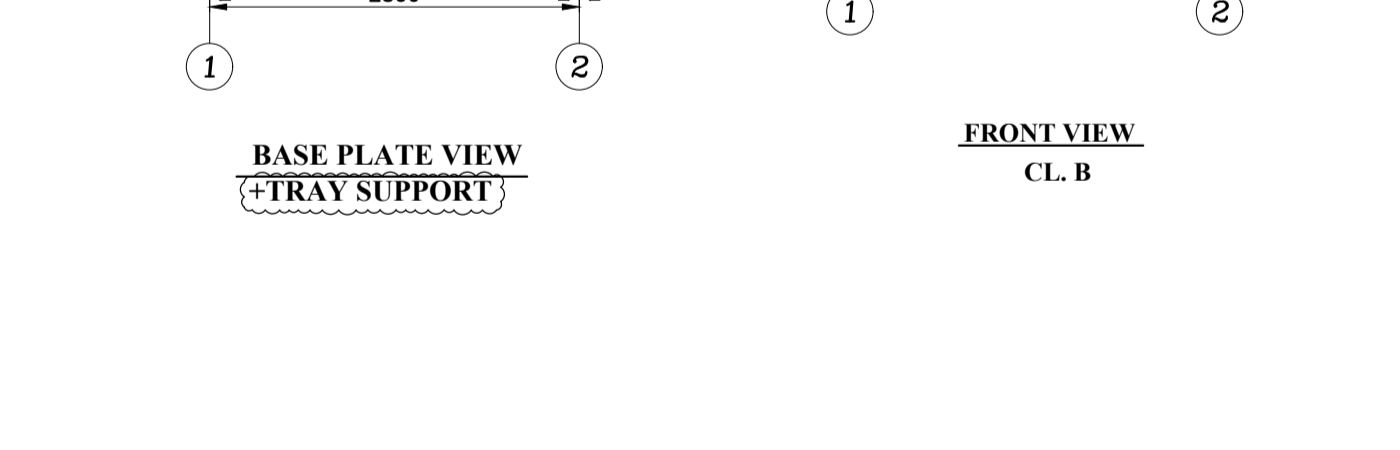 1
2
1
2
BASE PLATE VIEW
+TRAY SUPPORT
FRONT VIEW
CL. B